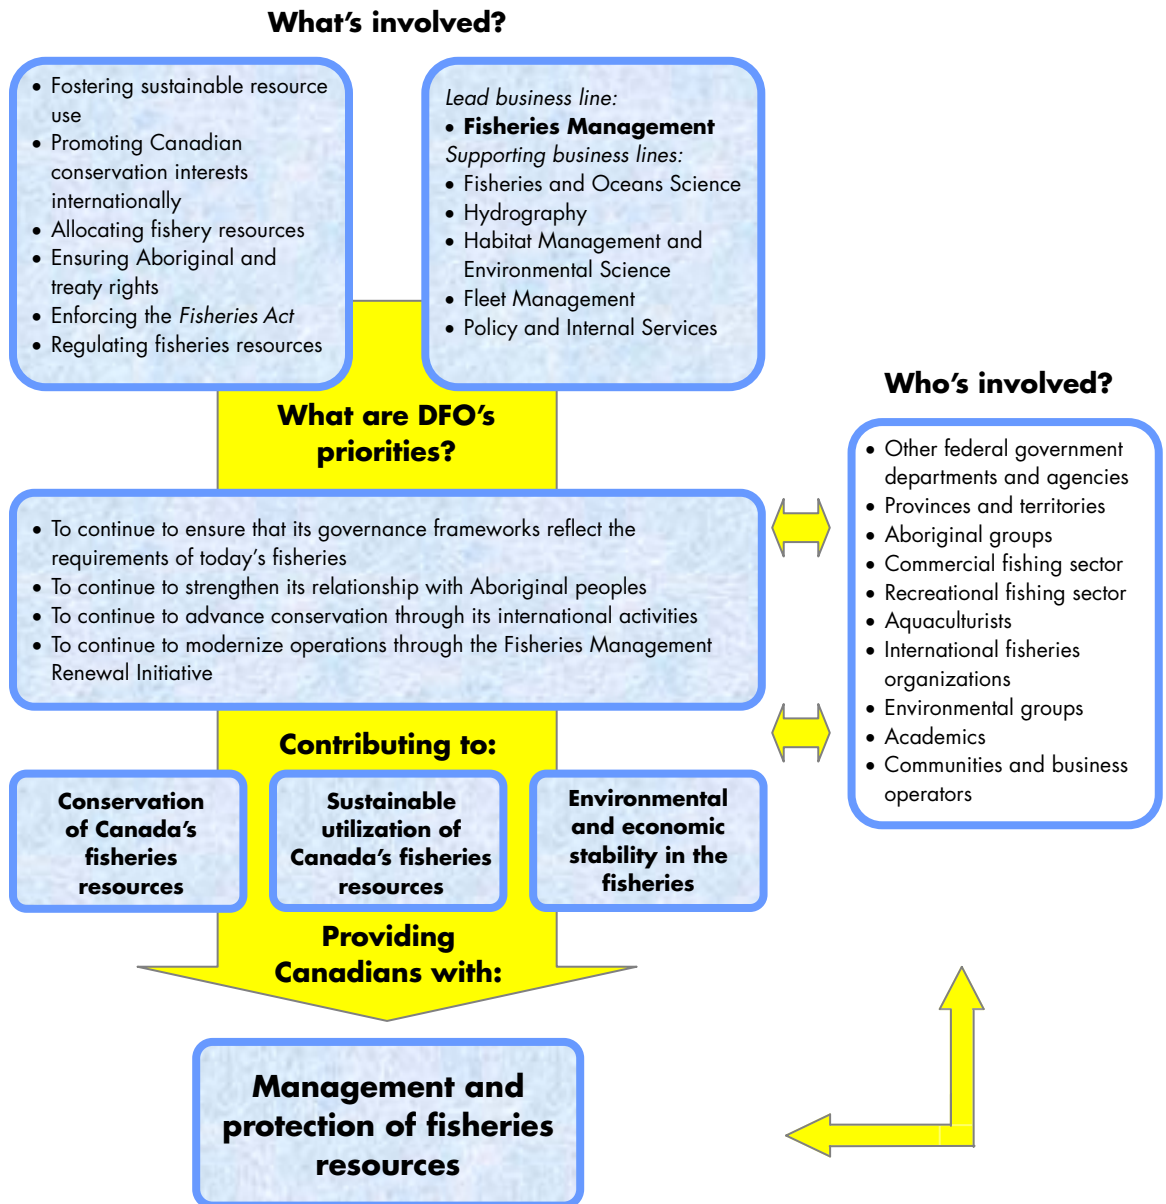 What's involved?
• Fostering sustainable resource
use
• Promoting Canadian
conservation interests
internationally
• Allocating fishery resources
• Ensuring Aboriginal and
treaty rights
• Enforcing the Fisheries Act
• Regulating fisheries resources
Lead business line:
• Fisheries Management
Supporting business lines:
• Fisheries and Oceans Science
• Hydrography
• Habitat Management and
Environmental Science
• Fleet Management
• Policy and Internal Services
What are DFO's
priorities?
• To continue to ensure that its governance frameworks reflect the
requirements of today's fisheries
• To continue to strengthen its relationship with Aboriginal peoples
• To continue to advance conservation through its international activities
• To continue to modernize operations through the Fisheries Management
Renewal Initiative
Who's involved?
• Other federal government
departments and agencies
• Provinces and territories
• Aboriginal groups
• Commercial fishing sector
• Recreational fishing sector
• Aquaculturists
• International fisheries
organizations
• Environmental groups
• Academics
• Communities and business
operators
Contributing to:
Conservation
of Canada's
fisheries
resources
Sustainable
utilization of
Canada's fisheries
resources
Environmental
and economic
stability in the
fisheries
Providing
Canadians with:
Management and
protection of fisheries
resources